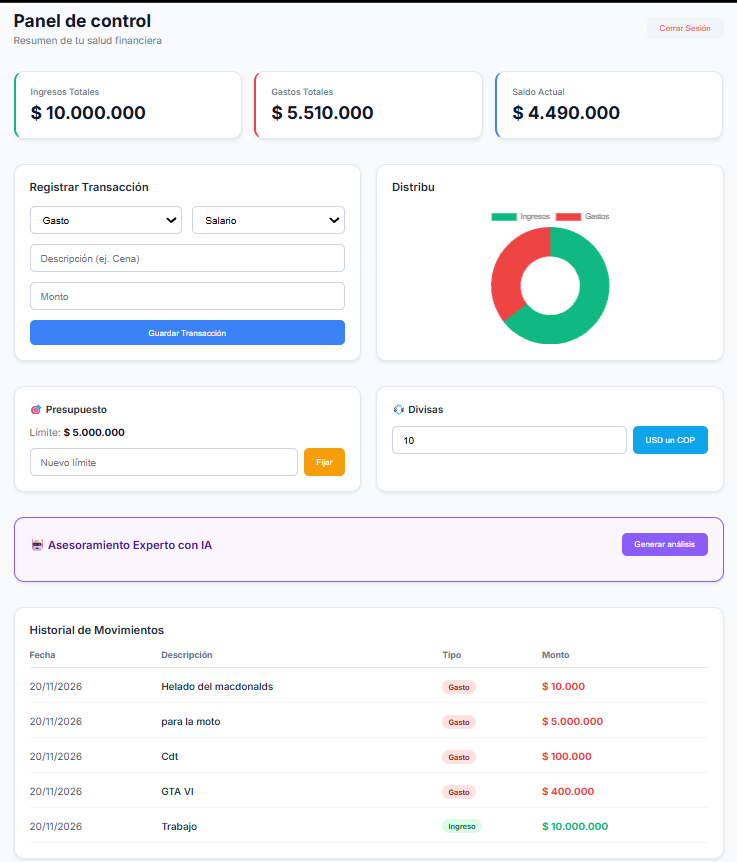 Panel de control
Resumen de tu salud financiera
Cerrar Sesión
Ingresos Totales
$ 10.000.000
Gastos Totales
$ 5.510.000
Saldo Actual
$ 4.490.000
Registrar Transacción
Gasto
Salario
Descripción (ej. Cena)
Monto
Guardar Transacción
Distribu
Ingresos Gastos
🎯 Presupuesto
Límite: $ 5.000.000
Nuevo límite
Fijar
Divisas
10
USD un COP
Asesoramiento Experto con IA
Generar análisis
Historial de Movimientos
Fecha Descripción Tipo Monto
20/11/2026 Helado del macdonalds Gasto $ 10.000
20/11/2026 para la moto Gasto $ 5.000.000
20/11/2026 Cdt Gasto $ 100.000
20/11/2026 GTA VI Gasto $ 400.000
20/11/2026 Trabajo Ingreso $ 10.000.000